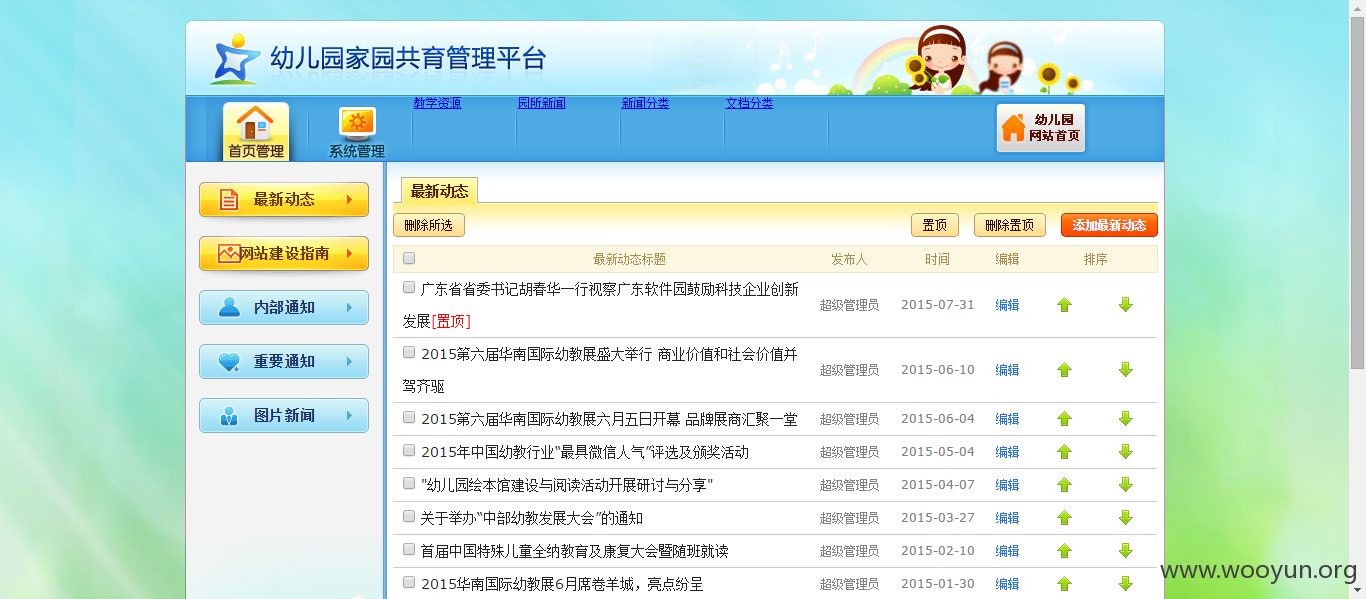 幼儿园家园共育管理平台
首页管理
系统管理
教学资源
园所新闻
新闻分类
文档分类
幼儿园
网站首页
最新动态
网站建设指南
内部通知
重要通知
图片新闻
最新动态
删除所选
置顶
删除置顶
添加最新动态
最新动态标题 发布人 时间 编辑 排序
广东省省委书记胡春华一行视察广东软件园鼓励科技企业创新
发展[置顶] 超级管理员 2015-07-31 编辑
2015第六届华南国际幼教展盛大举行 商业价值和社会价值并
驾齐驱 超级管理员 2015-06-10 编辑
2015第六届华南国际幼教展六月五日开幕 品牌展商汇聚一堂 超级管理员 2015-06-04 编辑
2015年中国幼教行业“最具微信人气”评选及颁奖活动 超级管理员 2015-05-04 编辑
"幼儿园绘本馆建设与阅读活动开展研讨与分享" 超级管理员 2015-04-07 编辑
关于举办“中部幼教发展大会”的通知 超级管理员 2015-03-27 编辑
首届中国特殊儿童全纳教育及康复大会暨随班就读 超级管理员 2015-02-10 编辑
2015华南国际幼教展6月席卷羊城，亮点纷呈 超级管理员 2015-01-30 编辑
www.wooyun.org